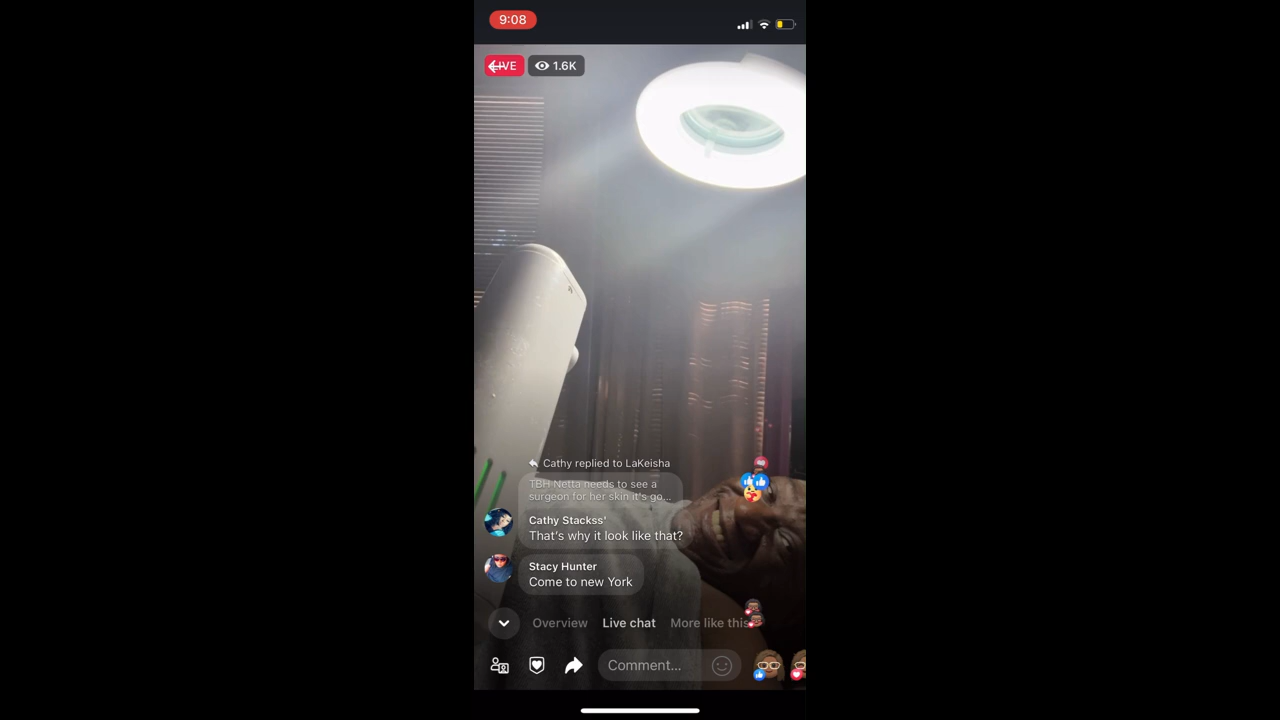 9:08
LIVE
1.6K
Cathy replied to LaKeisha
TBH Netta needs to see a
surgeon for her skin it's go...
Cathy Stackss'
That's why it look like that?
Stacy Hunter
Come to new York
Overview Live chat More like this
Comment...